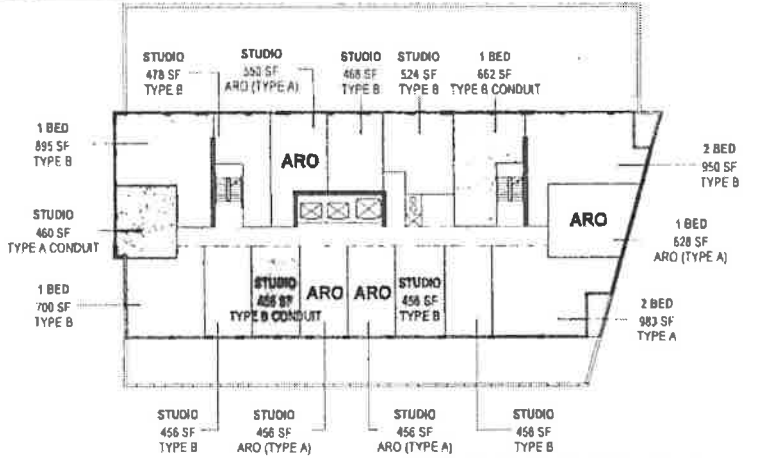 STUDIO
478 SF
TYPE B
STUDIO
550 SF
ARO (TYPE A)
STUDIO
468 SF
TYPE B
STUDIO
524 SF
TYPE B
1 BED
662 SF
TYPE B CONDUIT
1 BED
895 SF
TYPE B
ARO
2 BED
950 SF
TYPE B
STUDIO
460 SF
TYPE A CONDUIT
ARO
1 BED
628 SF
ARO (TYPE A)
1 BED
700 SF
TYPE B
STUDIO
456 SF
TYPE B CONDUIT
ARO
ARO
STUDIO
456 SF
TYPE B
2 BED
983 SF
TYPE A
STUDIO
456 SF
TYPE B
STUDIO
456 SF
ARO (TYPE A)
STUDIO
456 SF
ARO (TYPE A)
STUDIO
456 SF
TYPE B